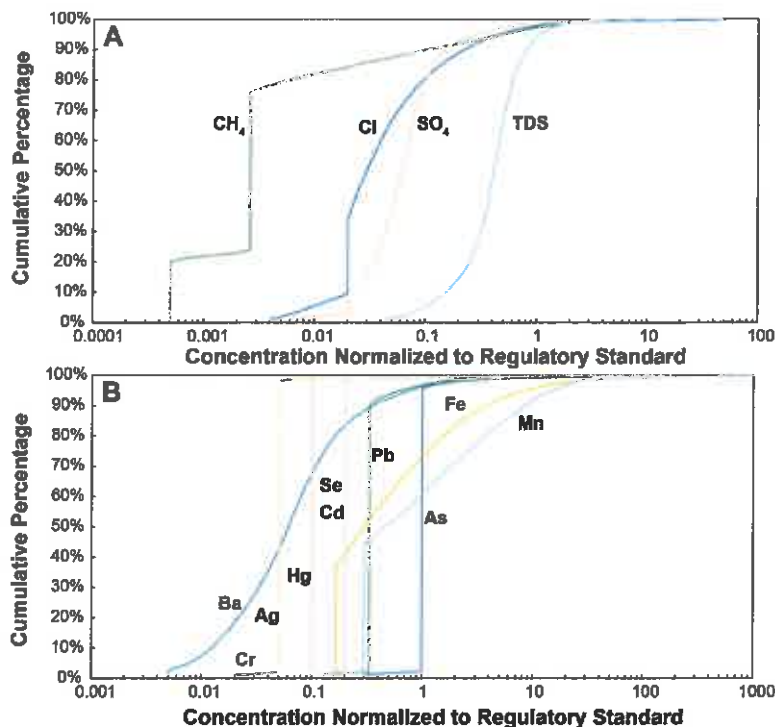 100%
A
90%
80%
70%
CH₄ Cl SO₄ TDS
60%
50%
40%
30%
20%
10%
0%
0.0001 0.001 0.01 0.1 1 10 100
Cumulative Percentage
Concentration Normalized to Regulatory Standard
100%
B
90%
Fe
Mn
80%
Pb
70%
Se
60%
Cd
As
50%
40%
Hg
30%
Ba
Ag
20%
10%
Cr
0%
0.001 0.01 0.1 1 10 100 1000
Cumulative Percentage
Concentration Normalized to Regulatory Standard